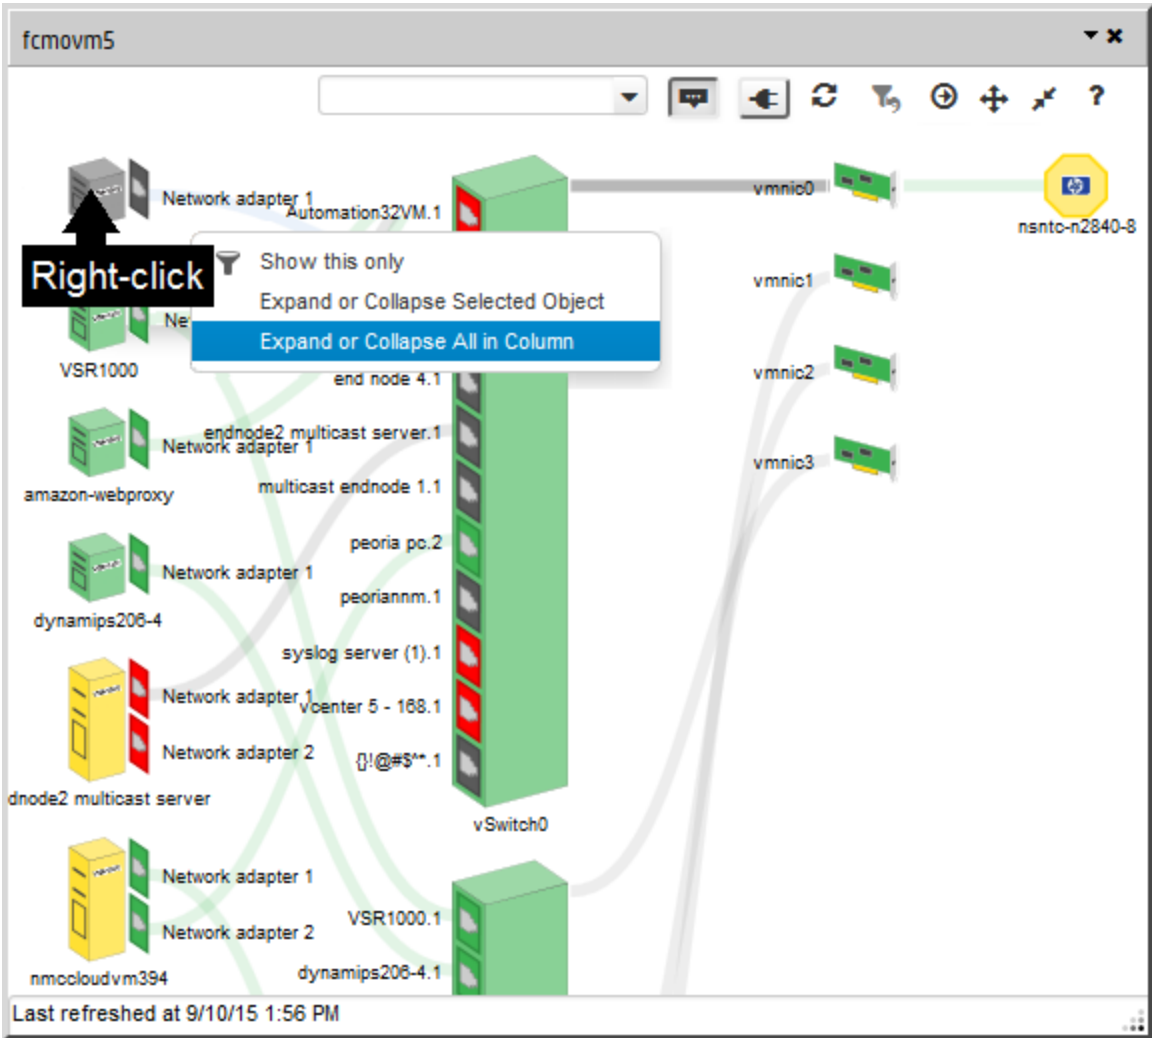 fcmovm5
?
Network adapter 1
Automation32VM.1
vmnic0
nsntc-n2840-8
Right-click
Show this only
Expand or Collapse Selected Object
Expand or Collapse All in Column
vmnic1
Ne
VSR1000
end node 4.1
vmnic2
endnode2 multicast server.1
Network adapter 1
amazon-webproxy
multicast endnode 1.1
vmnic3
peoria pc.2
Network adapter 1
dynamips206-4
peoriannm.1
syslog server (1).1
Network adapter 1
vcenter 5 - 168.1
Network adapter 2
{}!@#$^*.1
dnode2 multicast server
vSwitch0
Network adapter 1
VSR1000.1
Network adapter 2
nmccloudvm394
dynamips206-4.1
Last refreshed at 9/10/15 1:56 PM